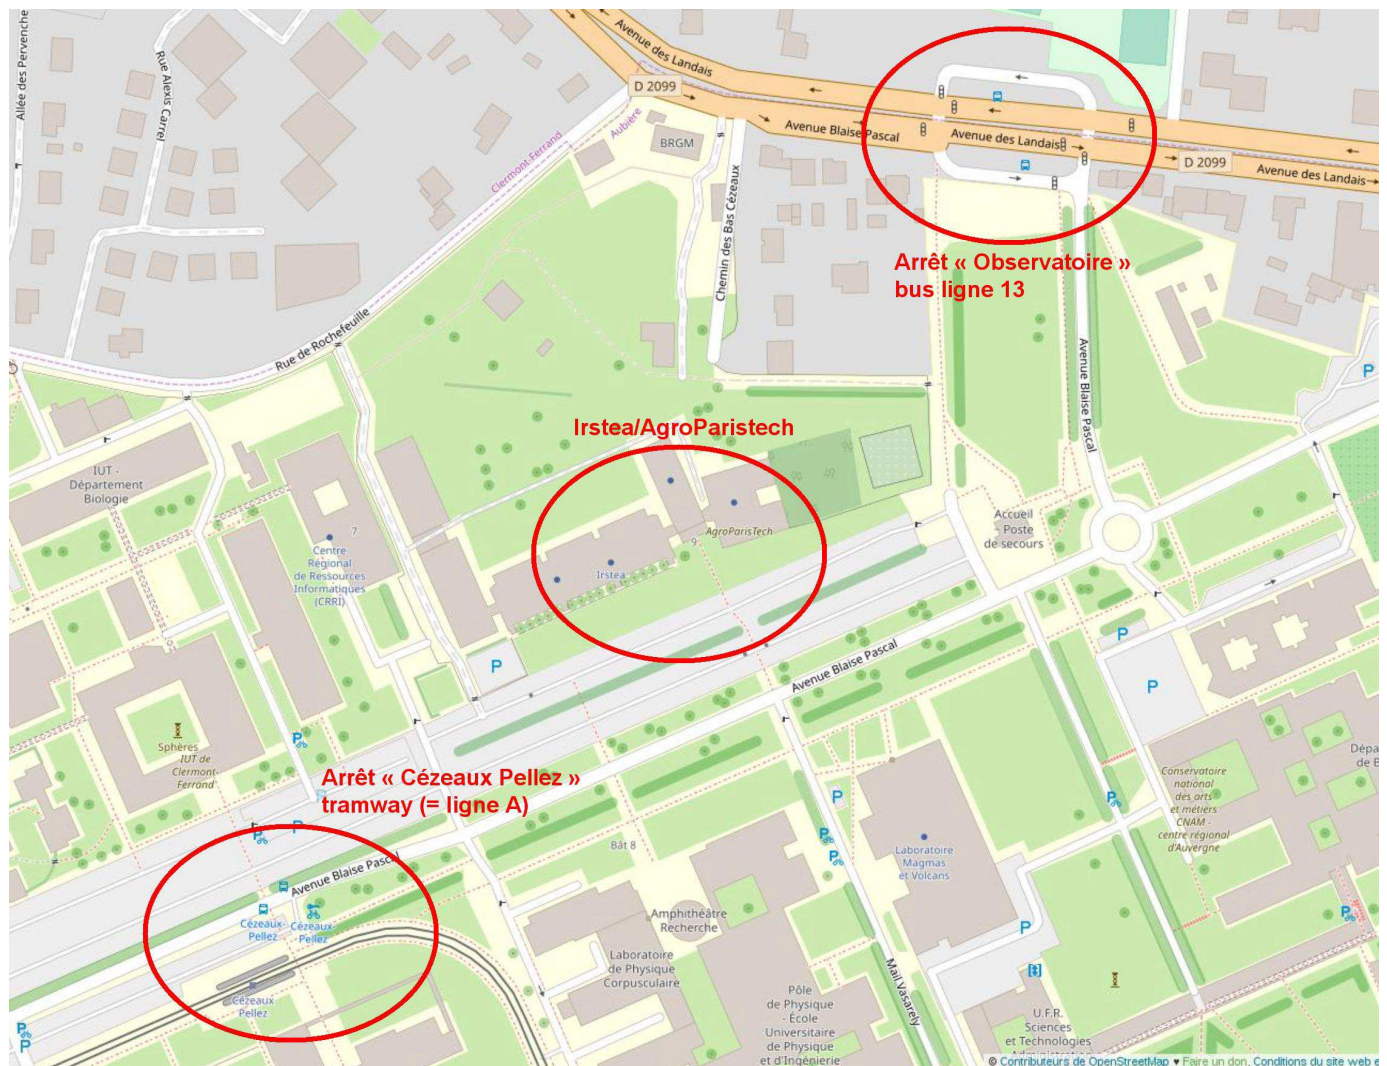 Allée des Pervenche
Rue Alexis Carrel
Avenue des Landais
D 2099
Avenue Blaise Pascal
Avenue des Landais
D 2099
Avenue des Landais
Clermont-Ferrand
Aubière
BRGM
Chemin des Bas Cézeaux
Arrêt « Observatoire »
bus ligne 13
Rue de Rochefeuille
Avenue Blaise Pascal
P
Irstea/AgroParistech
IUT -
Département
Biologie
7
Centre
Régional
de Ressources
Informatiques
(CRRI)
AgroParisTech
9
Irstea
Accueil
- Poste
de secours
P
P
P
Avenue Blaise Pascal
Sphères
IUT de
Clermont-
Ferrand
P
Arrêt « Cézeaux Pellez »
tramway (= ligne A)
P
P
P
Avenue Blaise Pascal
Cézeaux-
Pellez
Cézeaux-
Pellez
Cézeaux
Pellez
P
P
Bât 8
Amphithéâtre
Recherche
Laboratoire
de Physique
Corpusculaire
Pôle
de Physique
- École
Universitaire
de Physique
et d'Ingénierie
P
P
P
Laboratoire
Magmas
et Volcans
Mail Vasarely
P
Conservatoire
national
des arts
et métiers
CNAM -
centre régional
d'Auvergne
Dépa
de B
P
P
P
U.F.R.
Sciences
et Technologies
© Contributeurs de OpenStreetMap ♥ Faire un don. Conditions du site web e